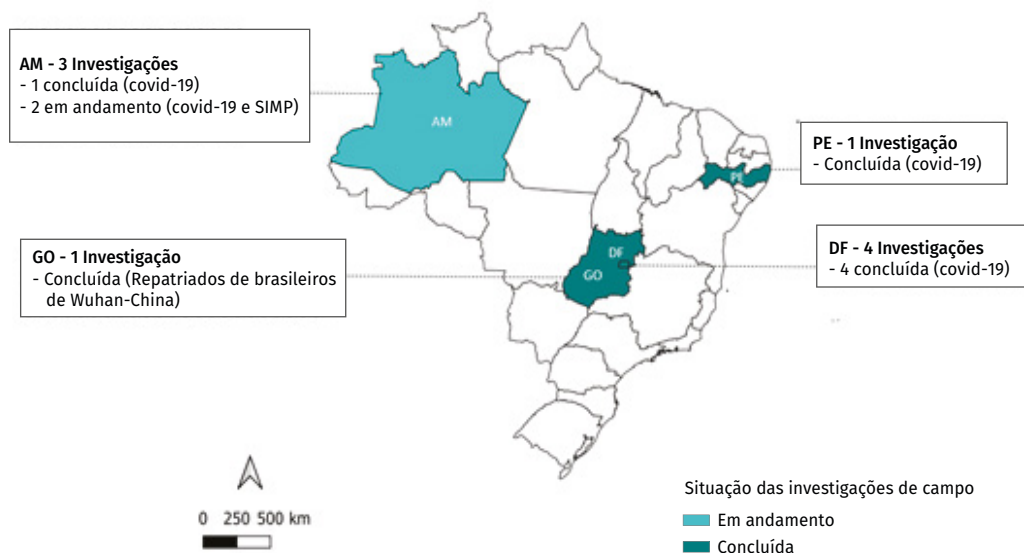 AM - 3 Investigações
- 1 concluída (covid-19)
- 2 em andamento (covid-19 e SIMP)
AM
PE - 1 Investigação
- Concluída (covid-19)
PE
GO - 1 Investigação
- Concluída (Repatriados de brasileiros
de Wuhan-China)
DF
GO
DF - 4 Investigações
- 4 concluída (covid-19)
0 250 500 km
Situação das investigações de campo
Em andamento
Concluída